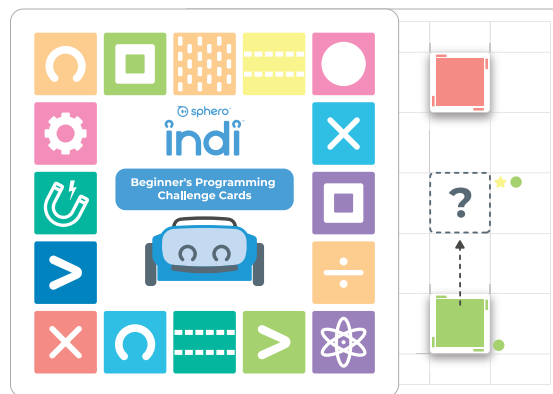 sphero
indi
Beginner's Programming
Challenge Cards
?